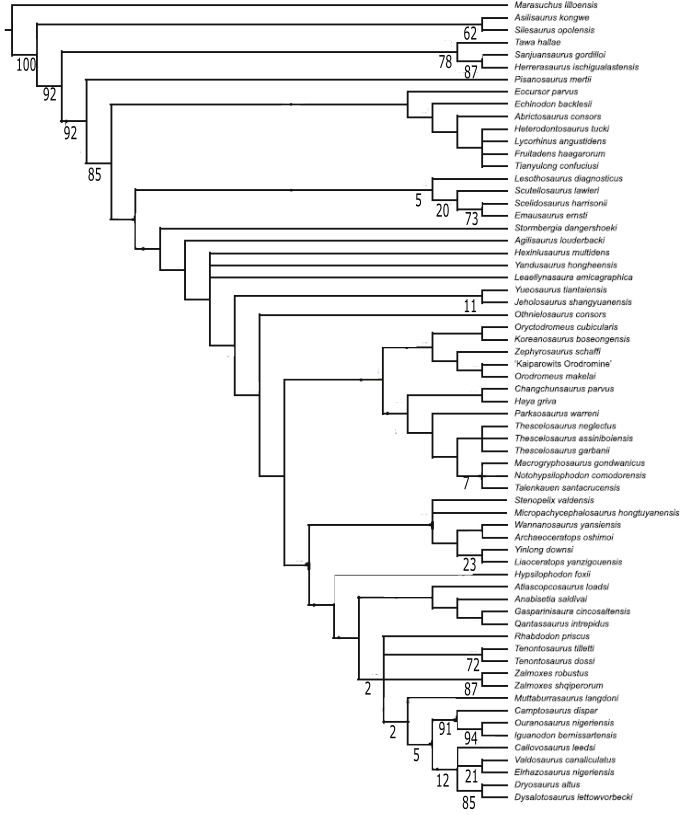 Marasuchus lilloensis
Asilisaurus kongwe
Silesaurus opolensis
62
Tawa hallae
100
Sanjuansaurus gordilloi
78
Herrerasaurus ischigualastensis
87
Pisanosaurus mertii
92
Eocursor parvus
Echinodon backlesii
Abrictosaurus consors
Heterodontosaurus tucki
92
Lycorhinus angustidens
Fruitadens haagarorum
Tianyulong confuciusi
85
Lesothosaurus diagnosticus
Scutellosaurus lawleri
5
Scelidosaurus harrisonii
20
Emausaurus ernsti
73
Stormbergia dangershoeki
Agilisaurus louderbacki
Hexinlusaurus multidens
Yandusaurus hongheensis
Leaellynasaura amicagraphica
Yueosaurus tiantaiensis
Jeholosaurus shangyuanensis
11
Othnielosaurus consors
Oryctodromeus cubicularis
Koreanosaurus boseongensis
Zephyrosaurus schaffi
'Kaiparowits Orodromine'
Orodromeus makelai
Changchunsaurus parvus
Haya griva
Parksosaurus warreni
Thescelosaurus neglectus
Thescelosaurus assiniboiensis
Thescelosaurus garbanii
Macrogryphosaurus gondwanicus
Notohypsilophodon comodorensis
7
Talenkauen santacrucensis
Stenopelix valdensis
Micropachycephalosaurus hongtuyanensis
Wannanosaurus yansiensis
Archaeoceratops oshimoi
Yinlong downsi
Liaoceratops yanzigouensis
23
Hypsilophodon foxii
Atlascopcosaurus loadsi
Anabisetia saldivai
Gasparinisaura cincosaltensis
Qantassaurus intrepidus
Rhabdodon priscus
Tenontosaurus tilletti
Tenontosaurus dossi
72
Zalmoxes robustus
Zalmoxes shqiperorum
2
87
Muttaburrasaurus langdoni
Camptosaurus dispar
Ouranosaurus nigeriensis
2
91
Iguanodon bernissartensis
94
Callovosaurus leedsi
5
Valdosaurus canaliculatus
Elrhazosaurus nigeriensis
12
21
Dryosaurus altus
Dysalotosaurus lettowvorbecki
85